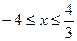 -4 ≤ x ≤ 4/3